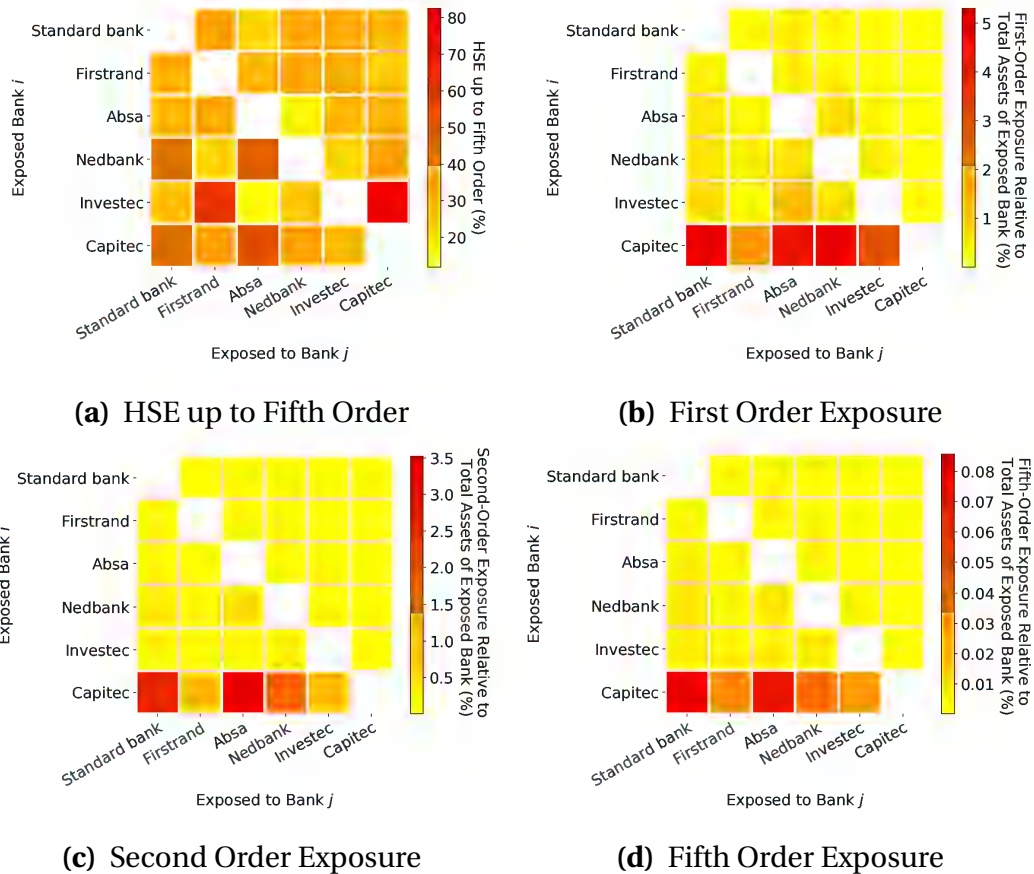 Standard bank
Firstrand
Absa
Nedbank
Investec
Capitec
Exposed Bank i
Standard bank
Firstrand
Absa
Nedbank
Investec
Capitec
Exposed to Bank j
80
70
60
50
40
30
20
HSE up to Fifth Order (%)
(a) HSE up to Fifth Order
Standard bank
Firstrand
Absa
Nedbank
Investec
Capitec
Exposed Bank i
Standard bank
Firstrand
Absa
Nedbank
Investec
Capitec
Exposed to Bank j
5
4
3
2
1
First-Order Exposure Relative to
Total Assets of Exposed Bank (%)
(b) First Order Exposure
Standard bank
Firstrand
Absa
Nedbank
Investec
Capitec
Exposed Bank i
Standard bank
Firstrand
Absa
Nedbank
Investec
Capitec
Exposed to Bank j
3.5
3.0
2.5
2.0
1.5
1.0
0.5
Second-Order Exposure Relative to
Total Assets of Exposed Bank (%)
(c) Second Order Exposure
Standard bank
Firstrand
Absa
Nedbank
Investec
Capitec
Exposed Bank i
Standard bank
Firstrand
Absa
Nedbank
Investec
Capitec
Exposed to Bank j
0.08
0.07
0.06
0.05
0.04
0.03
0.02
0.01
Fifth-Order Exposure Relative to
Total Assets of Exposed Bank (%)
(d) Fifth Order Exposure